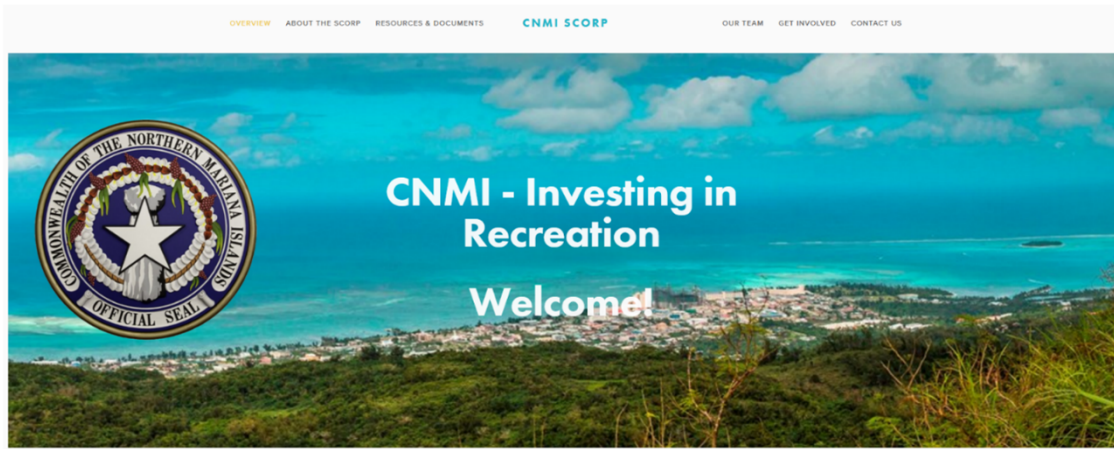 OVERVIEW ABOUT THE SCORP RESOURCES & DOCUMENTS CNMI SCORP OUR TEAM GET INVOLVED CONTACT US
COMMONWEALTH OF THE NORTHERN MARIANA ISLANDS
OFFICIAL SEAL
CNMI - Investing in
Recreation
Welcome!